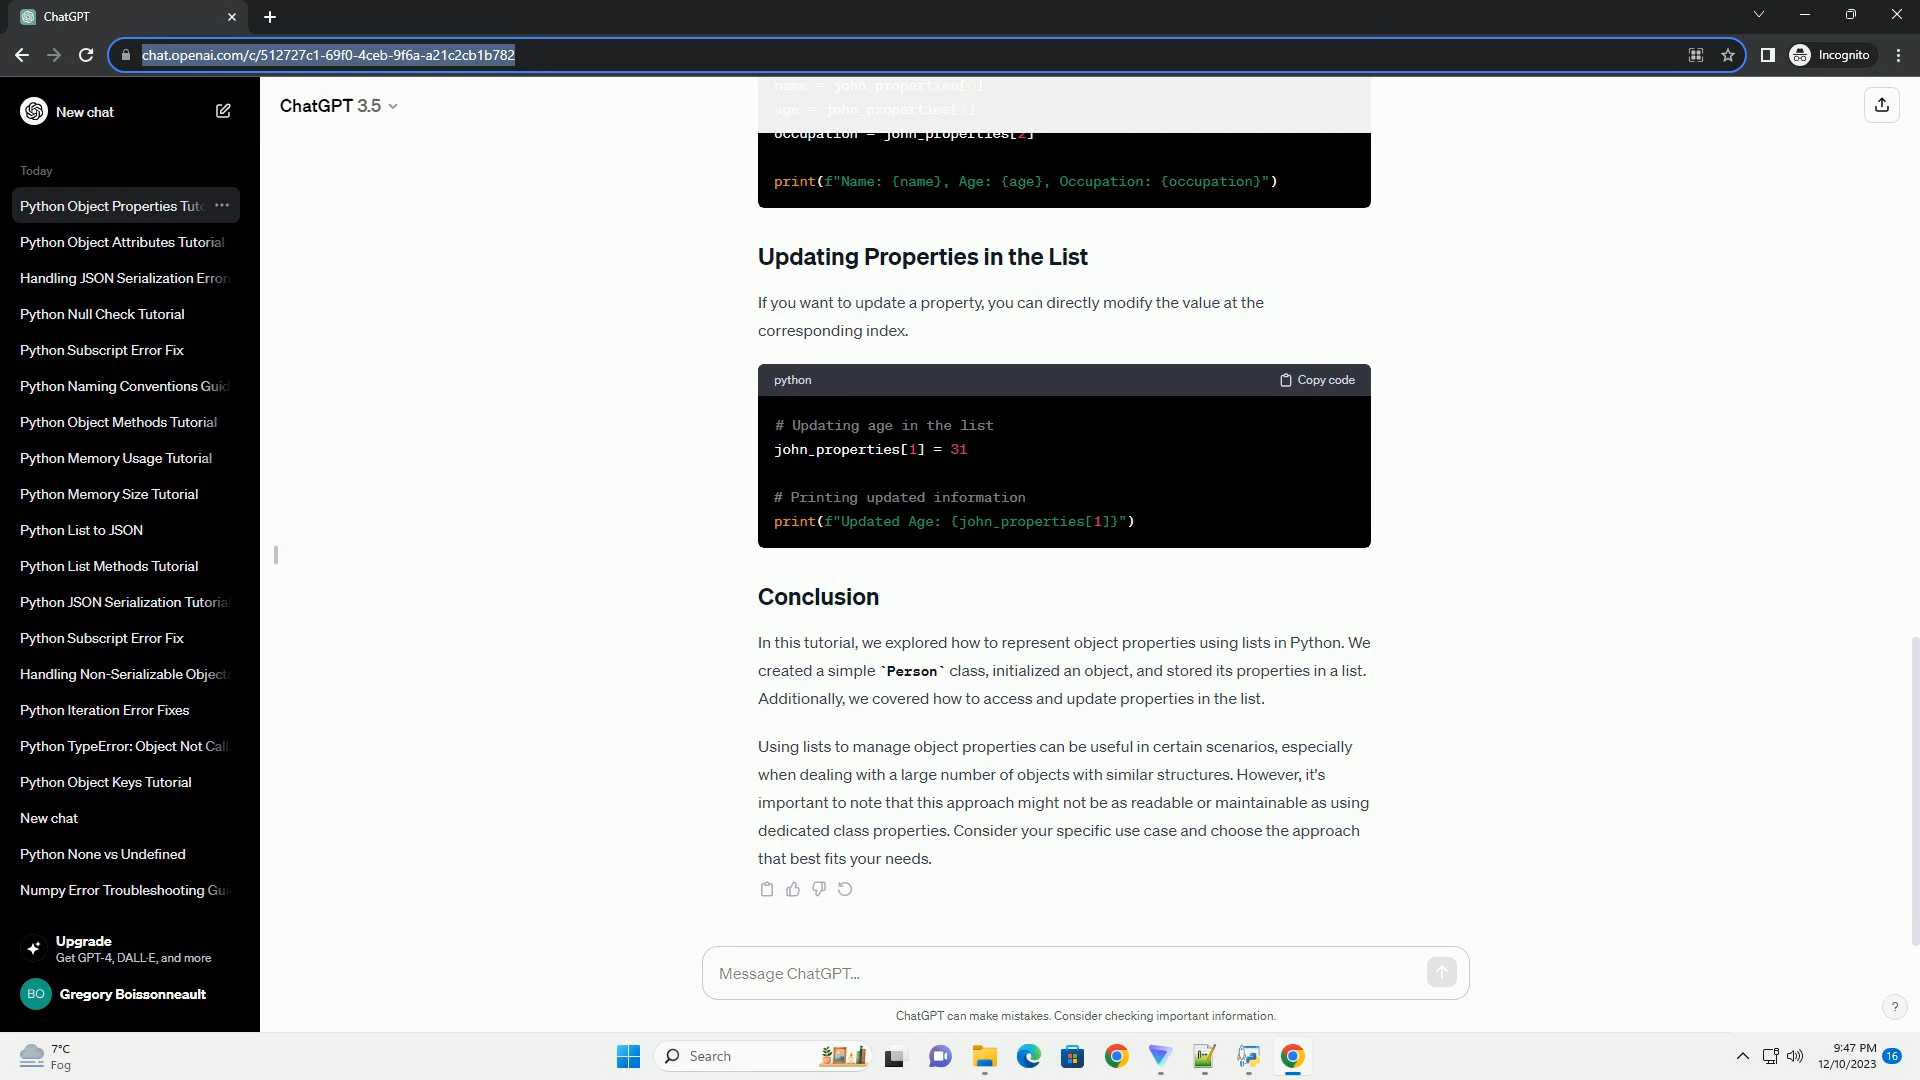 ChatGPT
chat.openai.com/c/512727c1-69f0-4ceb-9f6a-a21c2cb1b782
Incognito
New chat
Today
Python Object Properties Tuto
Python Object Attributes Tutorial
Handling JSON Serialization Error
Python Null Check Tutorial
Python Subscript Error Fix
Python Naming Conventions Guid
Python Object Methods Tutorial
Python Memory Usage Tutorial
Python Memory Size Tutorial
Python List to JSON
Python List Methods Tutorial
Python JSON Serialization Tutorial
Python Subscript Error Fix
Handling Non-Serializable Objects
Python Iteration Error Fixes
Python TypeError: Object Not Call
Python Object Keys Tutorial
New chat
Python None vs Undefined
Numpy Error Troubleshooting Gui
Upgrade
Get GPT-4, DALL·E, and more
BO
Gregory Boissonneault
ChatGPT 3.5
name = john_properties[0]
age = john_properties[1]
occupation = john_properties[2]
print(f"Name: {name}, Age: {age}, Occupation: {occupation}")
Updating Properties in the List
If you want to update a property, you can directly modify the value at the
corresponding index.
python
Copy code
# Updating age in the list
john_properties[1] = 31
# Printing updated information
print(f"Updated Age: {john_properties[1]}")
Conclusion
In this tutorial, we explored how to represent object properties using lists in Python. We
created a simple `Person` class, initialized an object, and stored its properties in a list.
Additionally, we covered how to access and update properties in the list.
Using lists to manage object properties can be useful in certain scenarios, especially
when dealing with a large number of objects with similar structures. However, it's
important to note that this approach might not be as readable or maintainable as using
dedicated class properties. Consider your specific use case and choose the approach
that best fits your needs.
Message ChatGPT...
ChatGPT can make mistakes. Consider checking important information.
?
7°C
Fog
Search
9:47 PM
12/10/2023
16